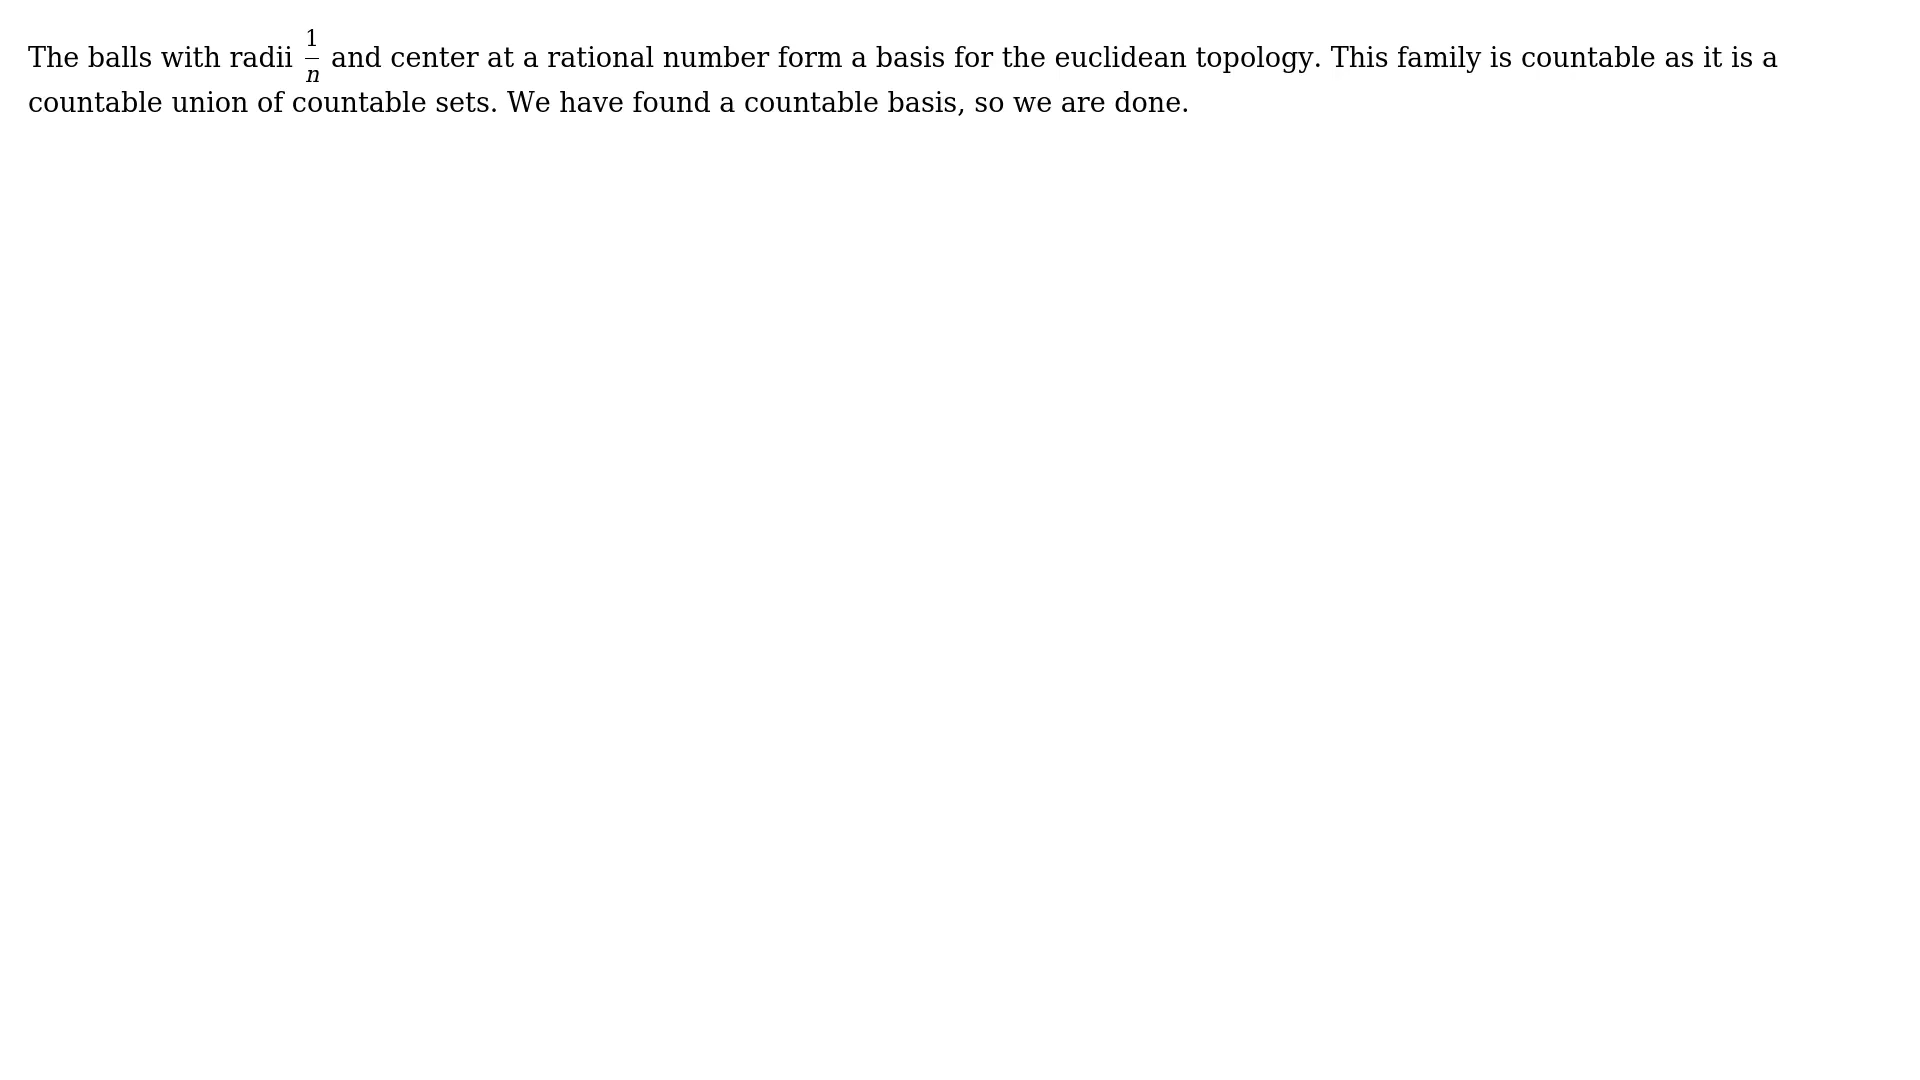 The balls with radii $\frac{1}{n}$ and center at a rational number form a basis for the euclidean topology. This family is countable as it is a
countable union of countable sets. We have found a countable basis, so we are done.